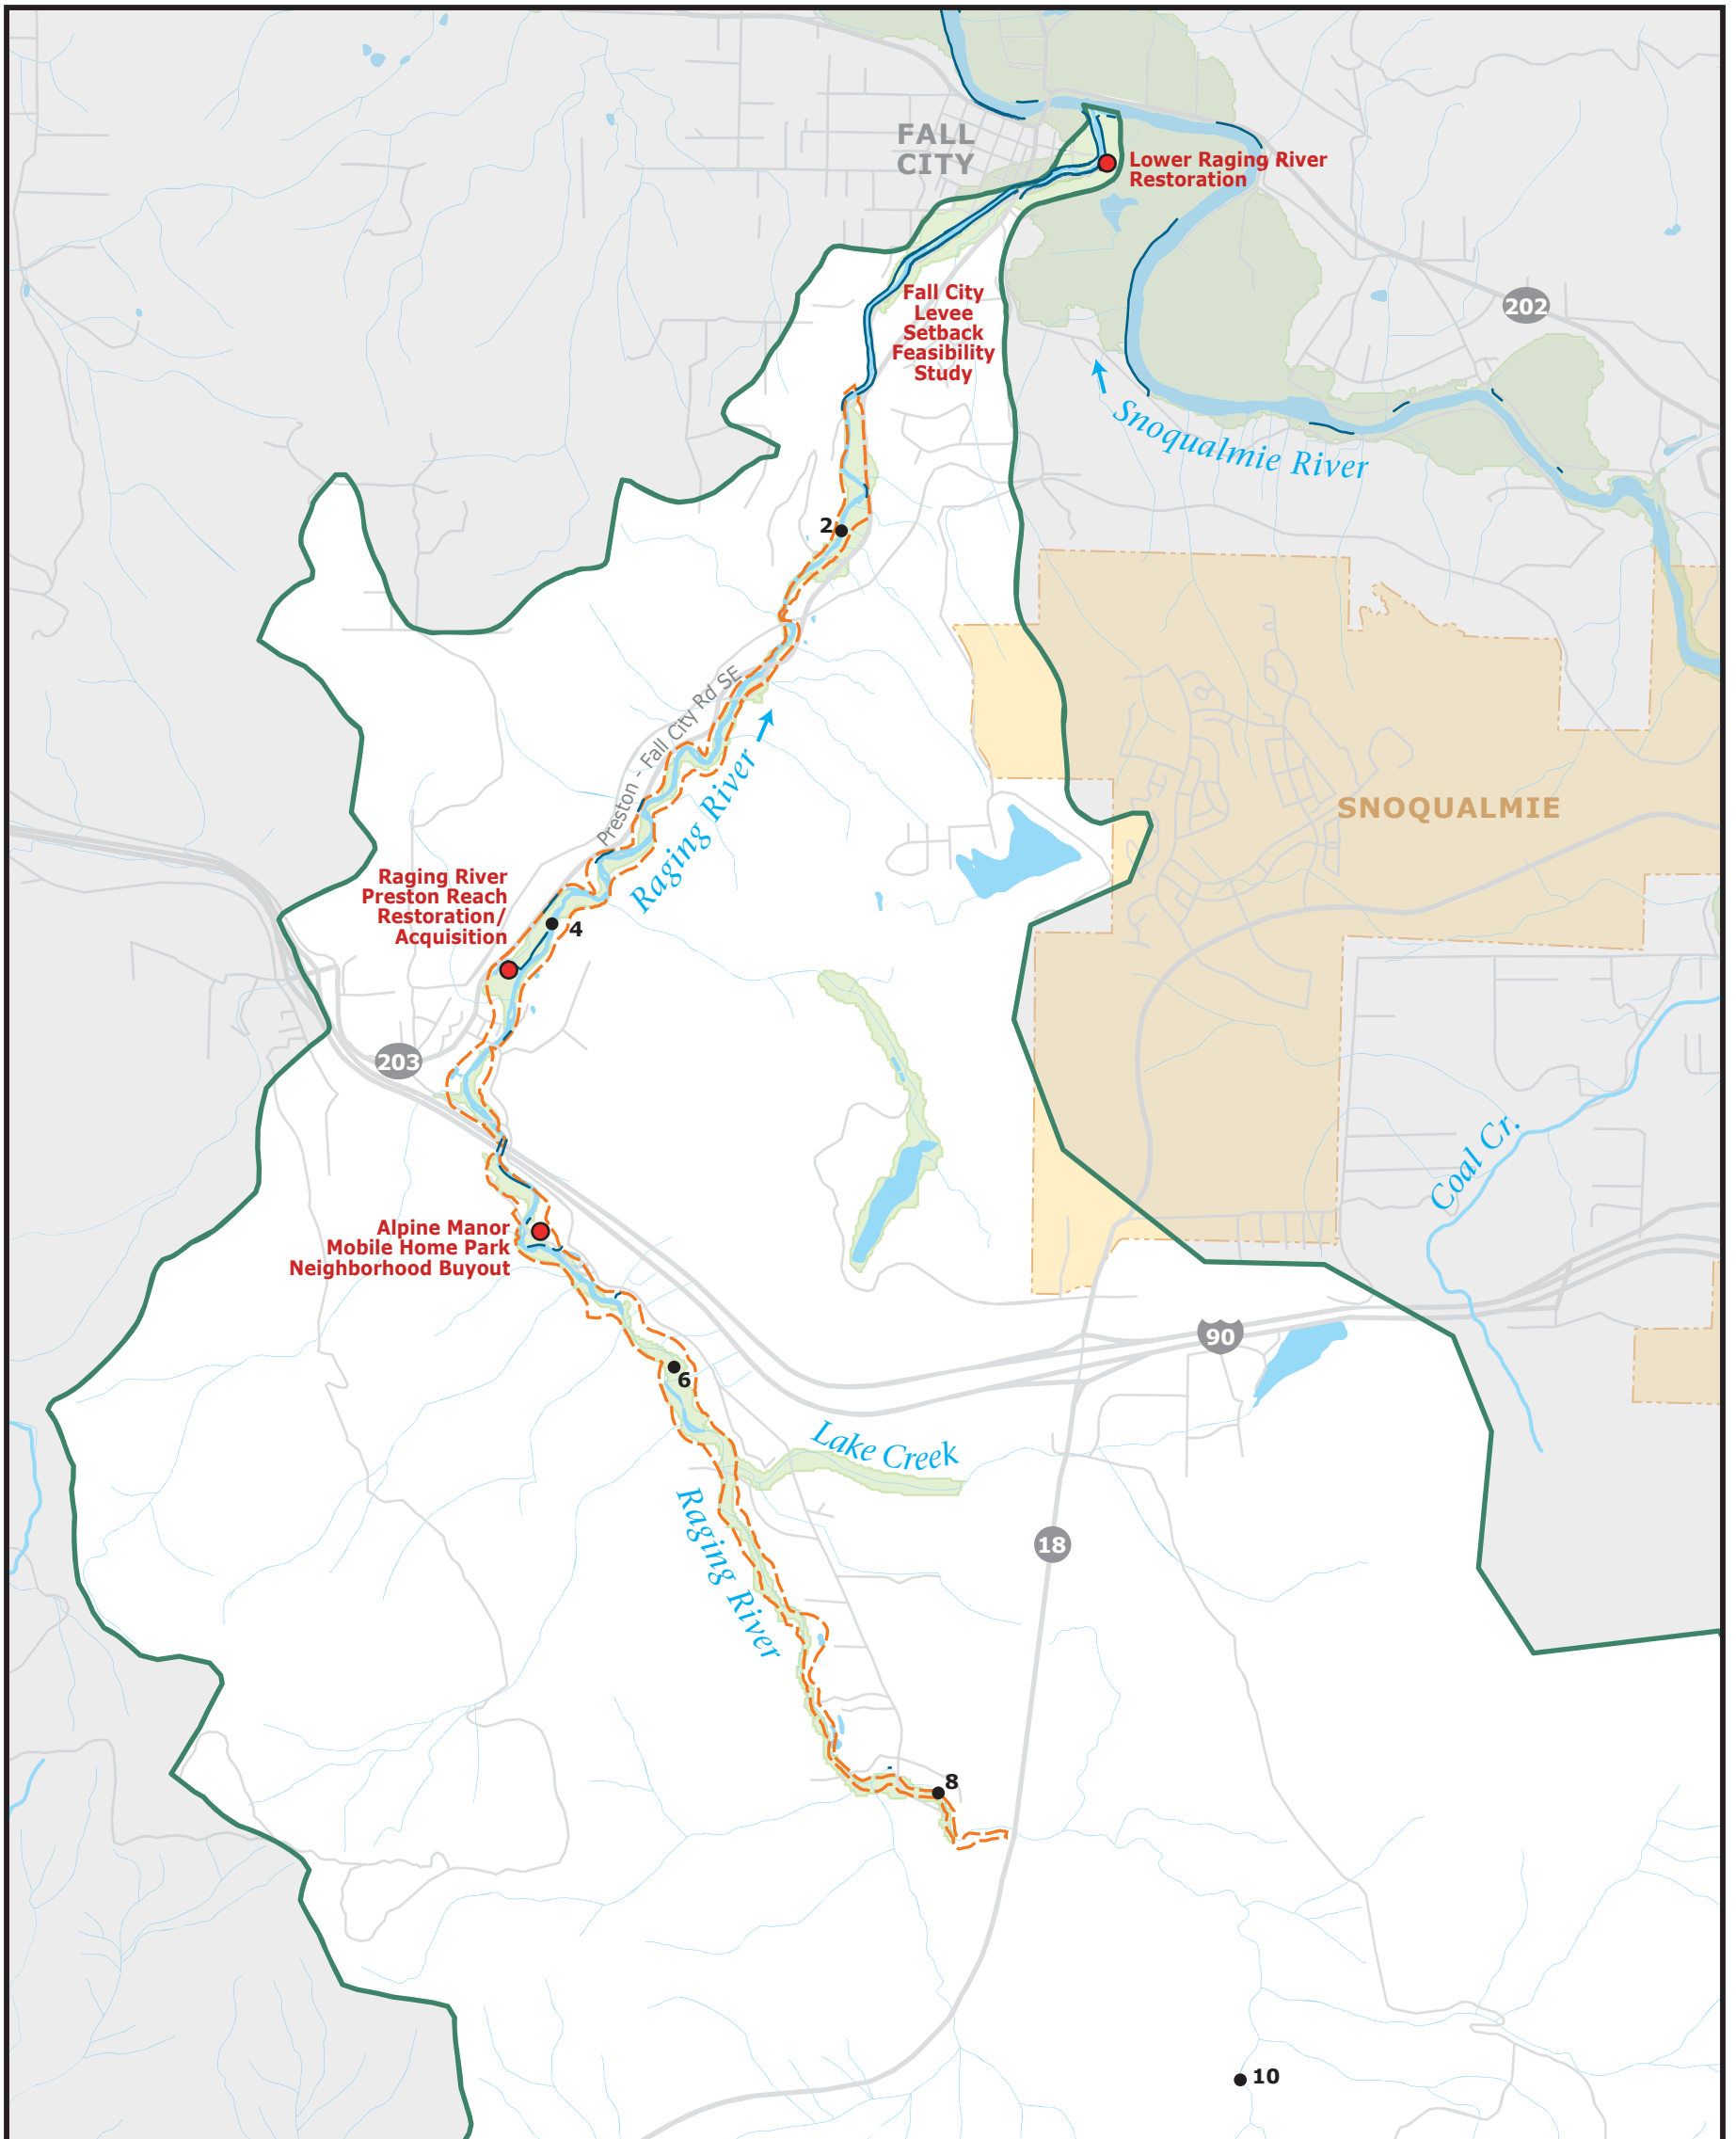 FALL
CITY
Lower Raging River
Restoration
Fall City
Levee
Setback
Feasibility
Study
202
Snoqualmie River
2
Preston - Fall City Rd SE
Raging River
SNOQUALMIE
Raging River
Preston Reach
Restoration/
Acquisition
4
203
Coal Cr.
Alpine Manor
Mobile Home Park
Neighborhood Buyout
90
6
Lake Creek
Raging River
18
8
10